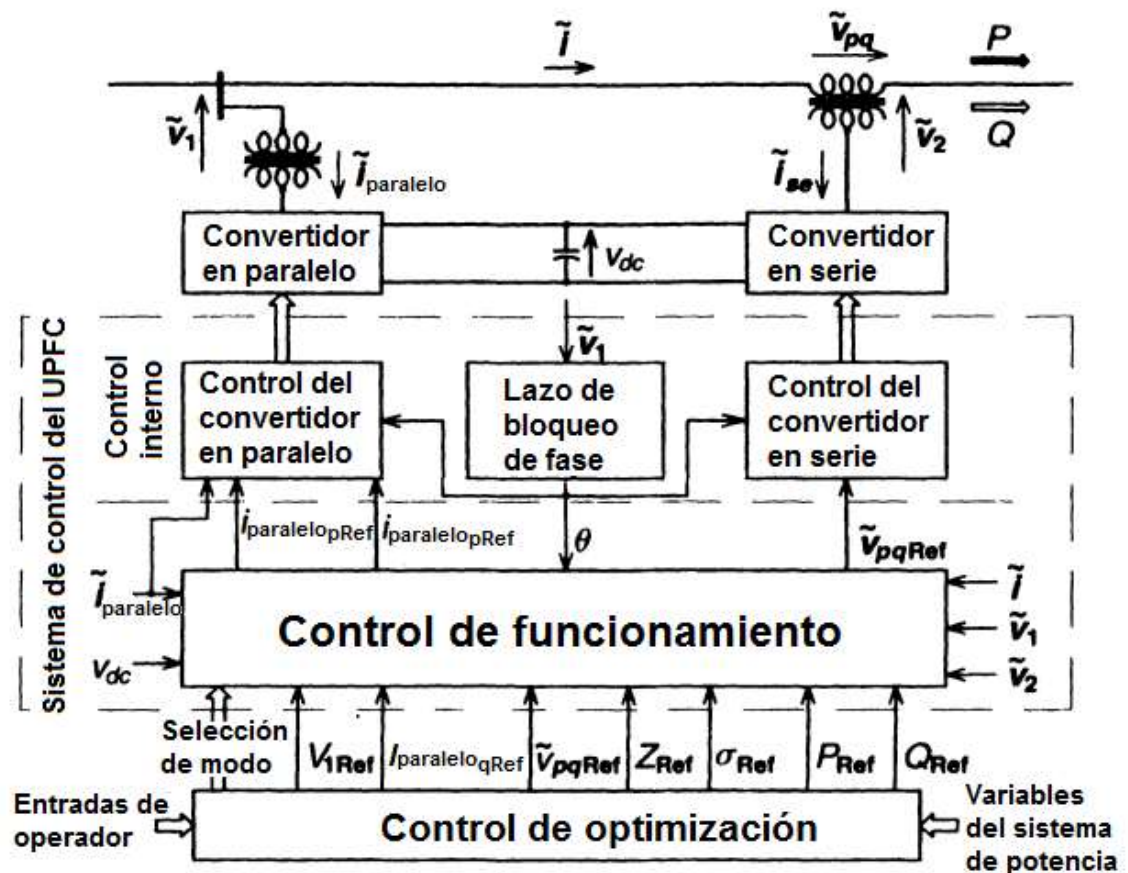 ĩ
ṽpq
P
ṽ1
ĩparalelo
ĩse
ṽ2
Q
Convertidor
en paralelo
vdc
Convertidor
en serie
Sistema de control del UPFC
Control
interno
ṽ1
Control del
convertidor
en paralelo
Lazo de
bloqueo
de fase
Control del
convertidor
en serie
iparalelopRef
iparalelopRef
θ
ṽpqRef
ĩparalelo
vdc
Control de funcionamiento
ĩ
ṽ1
ṽ2
Selección
de modo
V1Ref
IparaleloqRef
ṽpqRef
ZRef
σRef
PRef
QRef
Entradas de
operador
Control de optimización
Variables
del sistema
de potencia